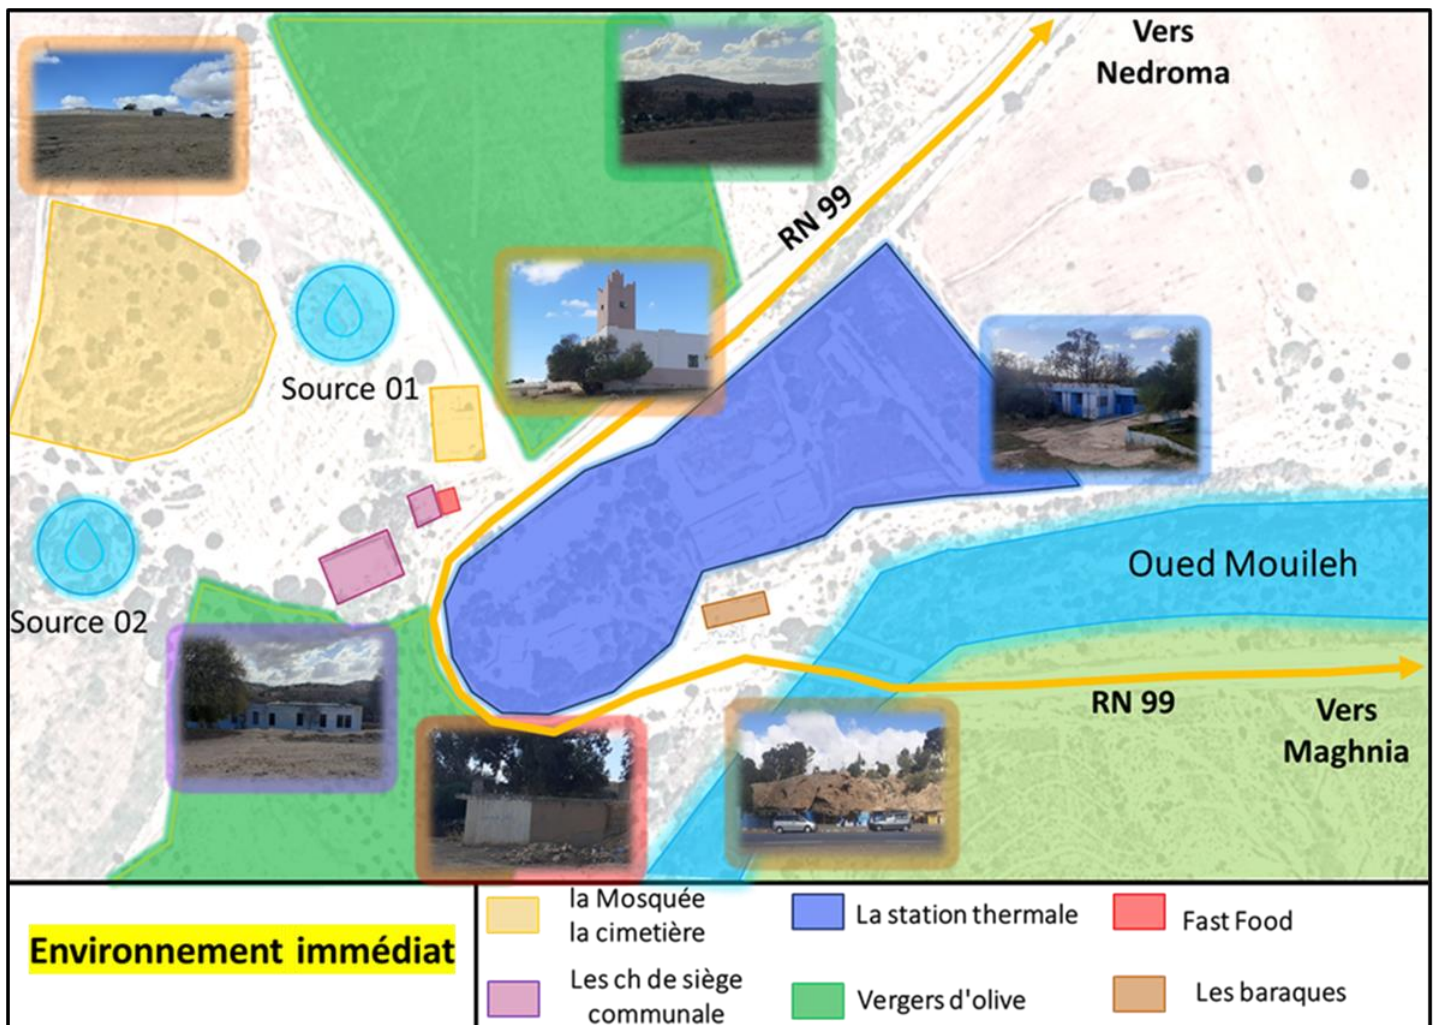 Vers
Nedroma
RN 99
Source 01
Oued Mouileh
Source 02
RN 99
Vers
Maghnia
Environnement immédiat
la Mosquée
la cimetière
La station thermale
Fast Food
Les ch de siège
communale
Vergers d'olive
Les baraques